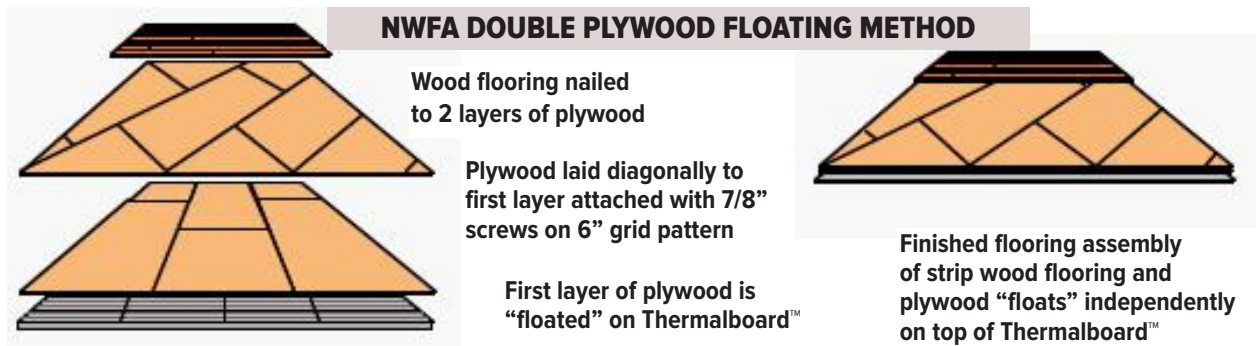 NWFA DOUBLE PLYWOOD FLOATING METHOD
Wood flooring nailed
to 2 layers of plywood
Plywood laid diagonally to
first layer attached with 7/8”
screws on 6” grid pattern
First layer of plywood is
“floated” on Thermalboard™
Finished flooring assembly
of strip wood flooring and
plywood “floats” independently
on top of Thermalboard™